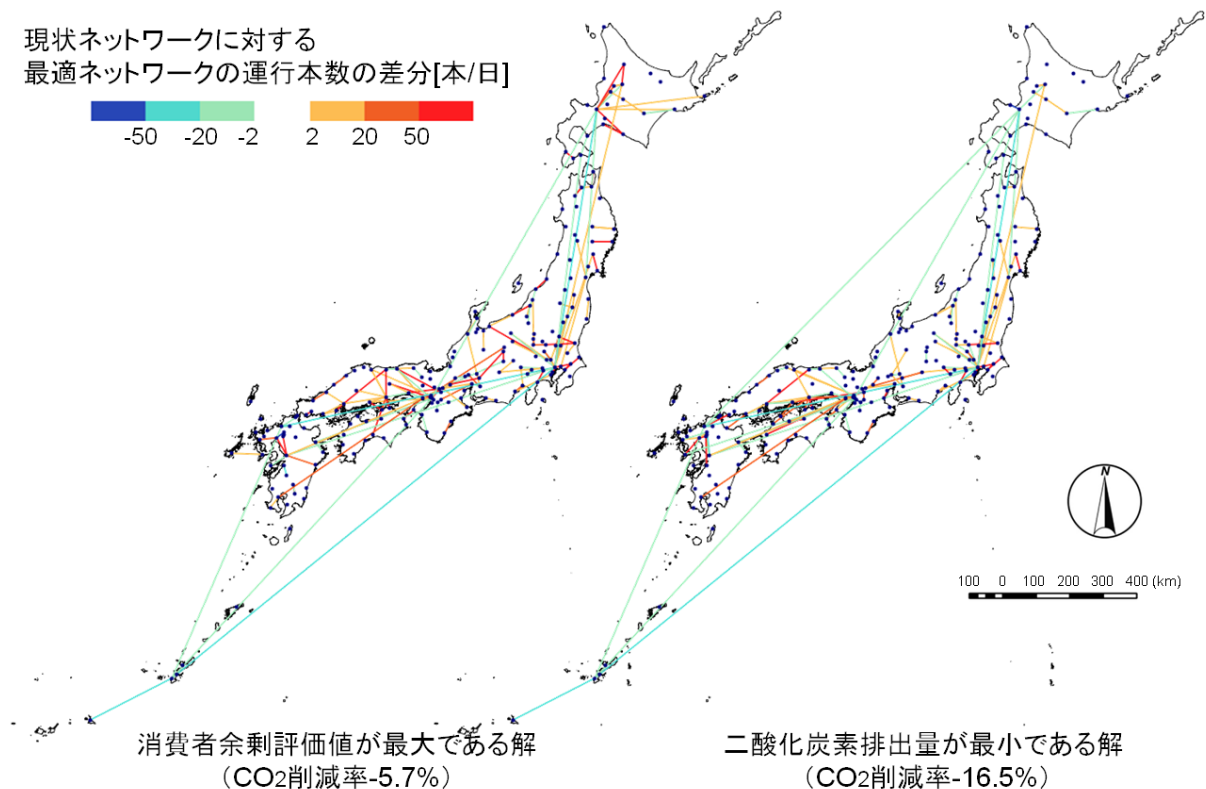 現状ネットワークに対する
最適ネットワークの運行本数の差分[本/日]
-50 -20 -2 2 20 50
N
100 0 100 200 300 400 (km)
消費者余剰評価値が最大である解
（CO2削減率-5.7%）
二酸化炭素排出量が最小である解
（CO2削減率-16.5%）